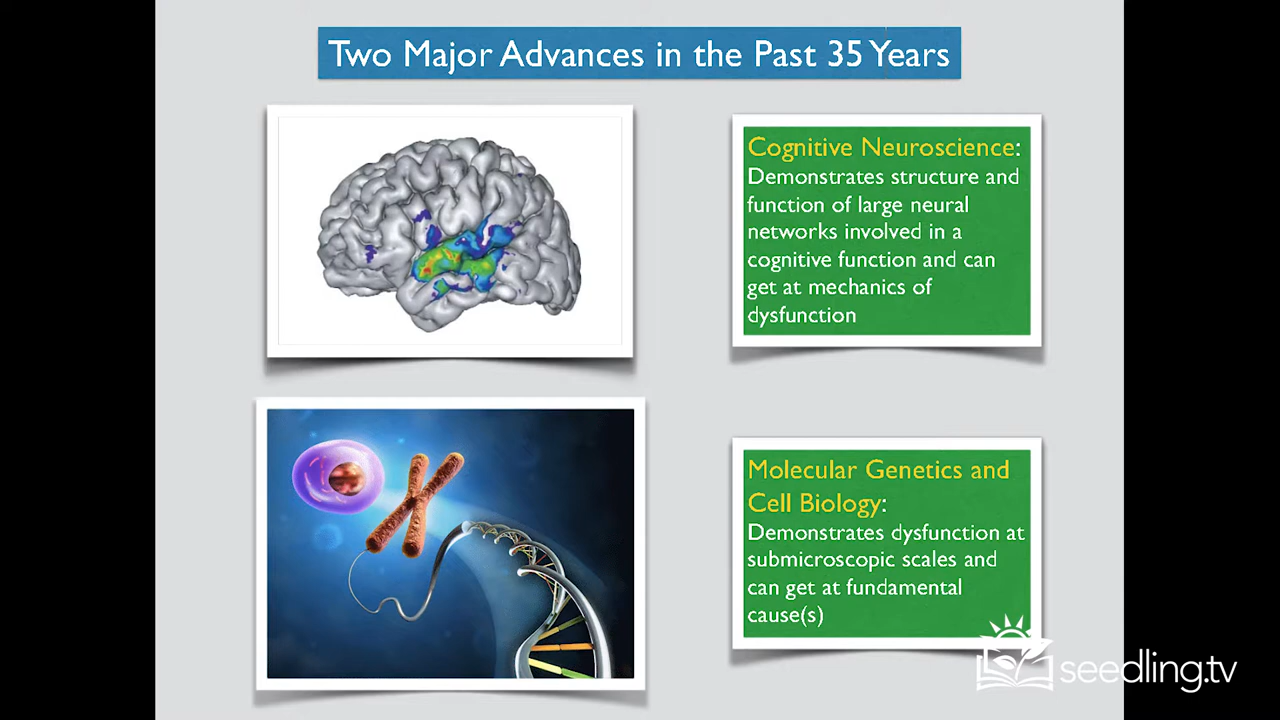 Two Major Advances in the Past 35 Years
Cognitive Neuroscience:
Demonstrates structure and
function of large neural
networks involved in a
cognitive function and can
get at mechanics of
dysfunction
Molecular Genetics and
Cell Biology:
Demonstrates dysfunction at
submicroscopic scales and
can get at fundamental
cause(s)
seedling.tv